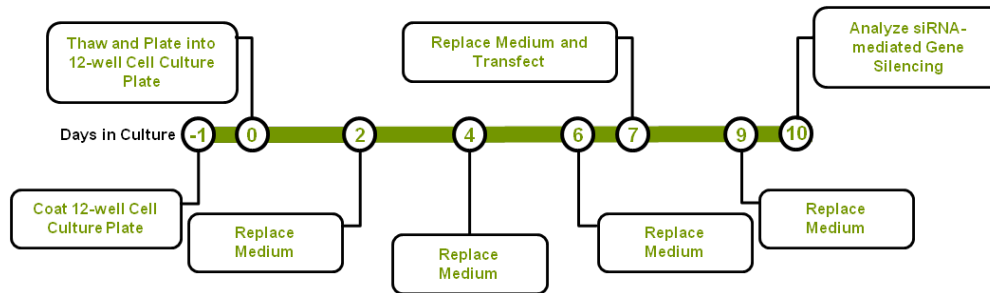 Thaw and Plate into
12-well Cell Culture
Plate
Replace Medium and
Transfect
Analyze siRNA-
mediated Gene
Silencing
Days in Culture
-1
0
2
4
6
7
9
10
Coat 12-well Cell
Culture Plate
Replace
Medium
Replace
Medium
Replace
Medium
Replace
Medium